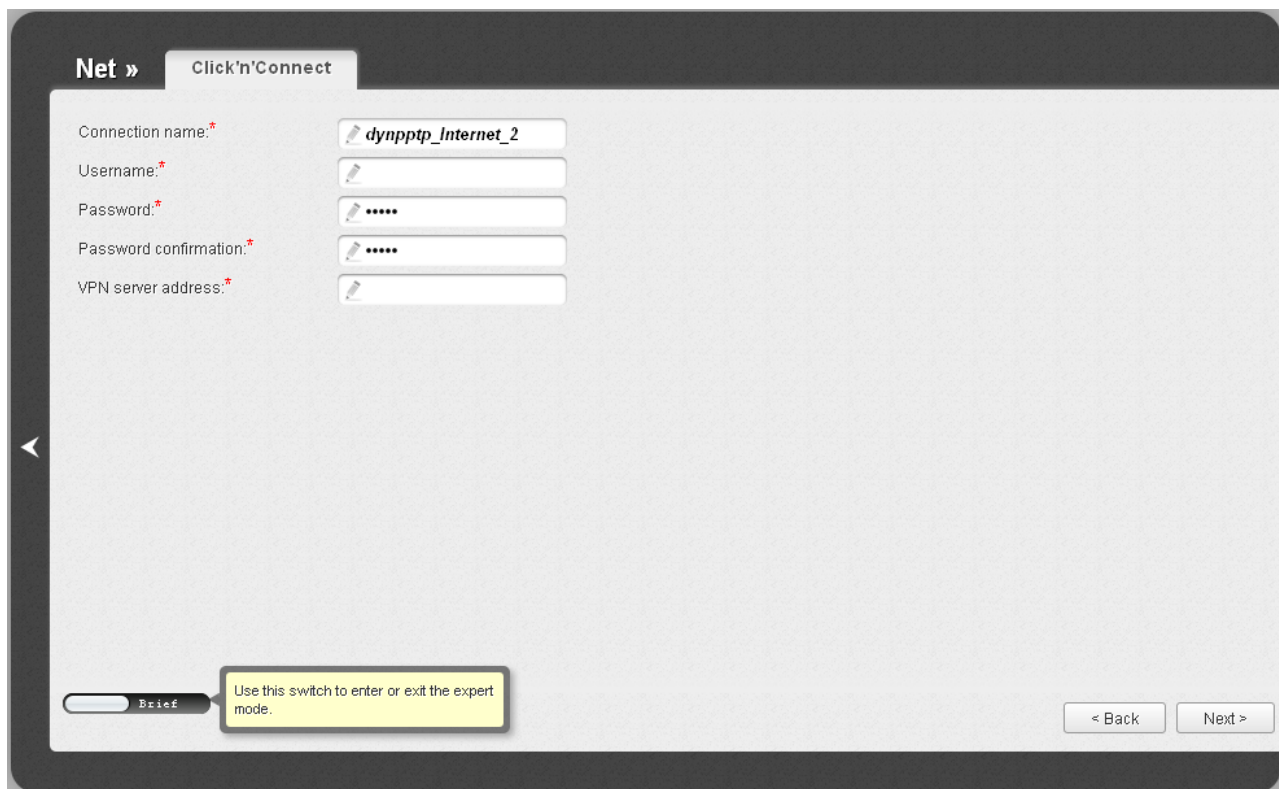 Net » Click'n'Connect
Connection name:* dynpptp_Internet_2
Username:*
Password:* •••••
Password confirmation:* •••••
VPN server address:*
Brief
Use this switch to enter or exit the expert
mode.
< Back Next >